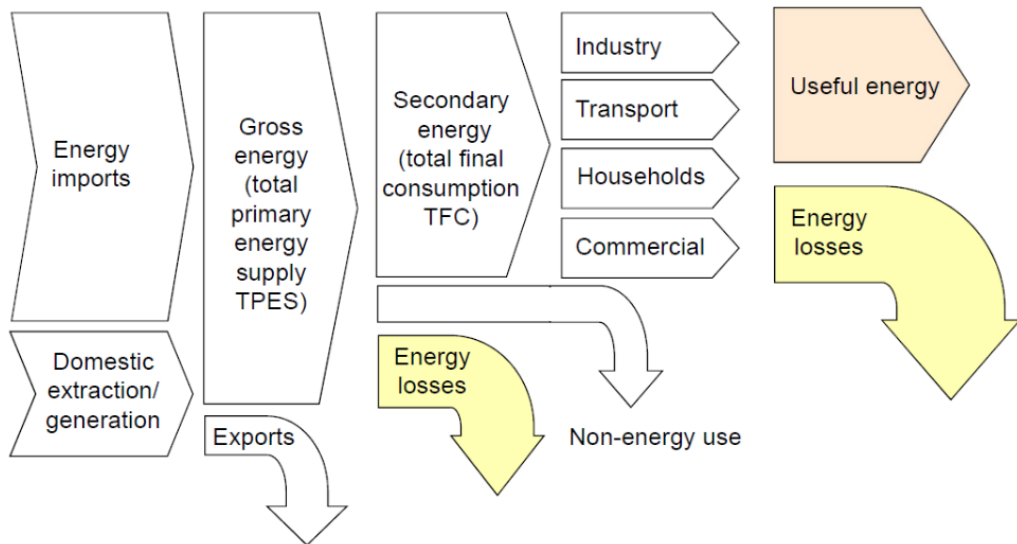 Energy
imports
Domestic
extraction/
generation
Gross
energy
(total
primary
energy
supply
TPES)
Exports
Secondary
energy
(total final
consumption
TFC)
Energy
losses
Non-energy use
Industry
Transport
Households
Commercial
Useful energy
Energy
losses